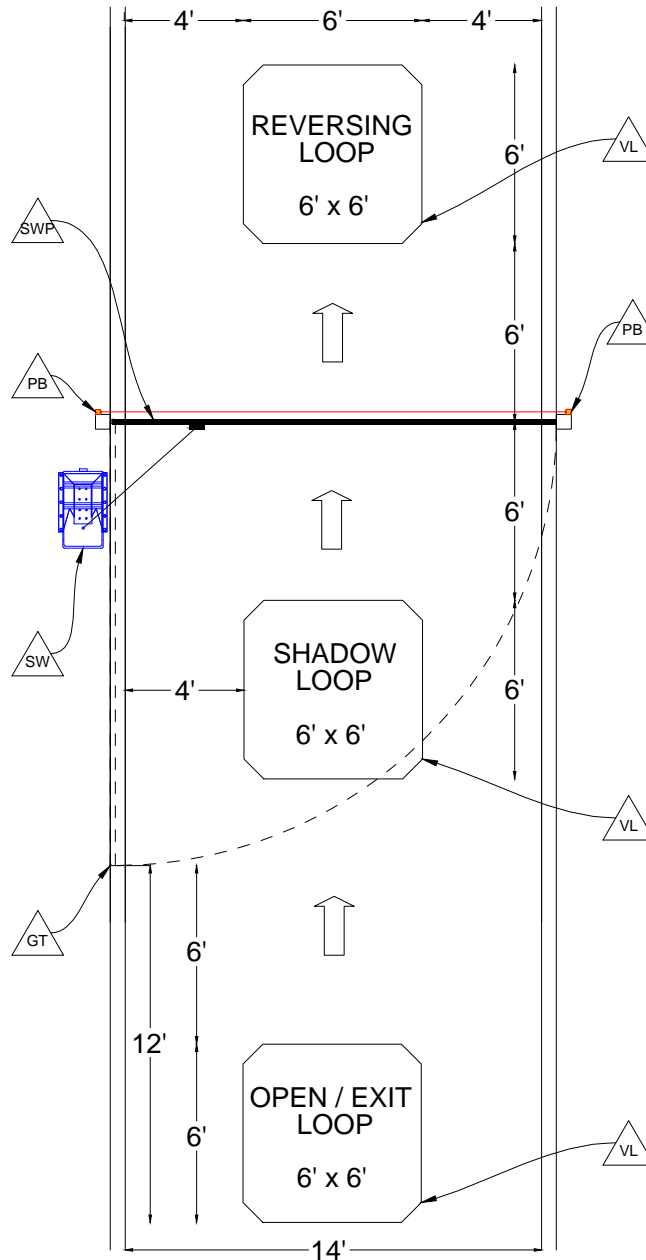 4'
6'
4'
REVERSING
LOOP
6' x 6'
6'
VL
SWP
6'
PB
PB
6'
SW
SHADOW
LOOP
6' x 6'
4'
6'
VL
GT
6'
12'
6'
OPEN / EXIT
LOOP
6' x 6'
VL
14'